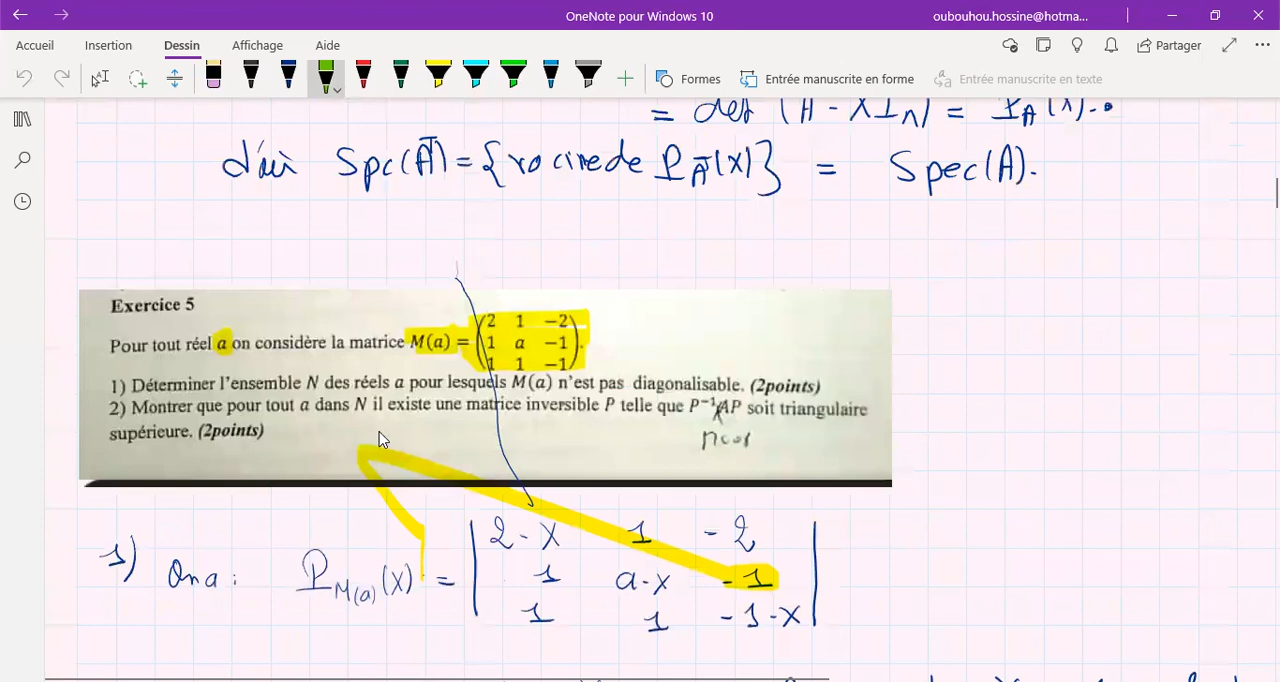 OneNote pour Windows 10
oubouhou.hossine@hotma...
Accueil Insertion Dessin Affichage Aide
Partager
Formes Entrée manuscrite en forme Entrée manuscrite en texte
= det (A - XIn) = P_A(X).
d'où Spc(A^T) = {rocirede P_A^T(X)} = Spec(A).
Exercice 5
Pour tout réel a on considère la matrice M(a) = (2 1 −2
1 a −1
1 1 −1).
1) Déterminer l'ensemble N des réels a pour lesquels M(a) n'est pas diagonalisable. (2points)
2) Montrer que pour tout a dans N il existe une matrice inversible P telle que P⁻¹AP soit triangulaire
supérieure. (2points)
1) On a : P_M(a)(X) = | 2 - X 1 - 2
1 a - X - 1
1 1 - 1 - X |